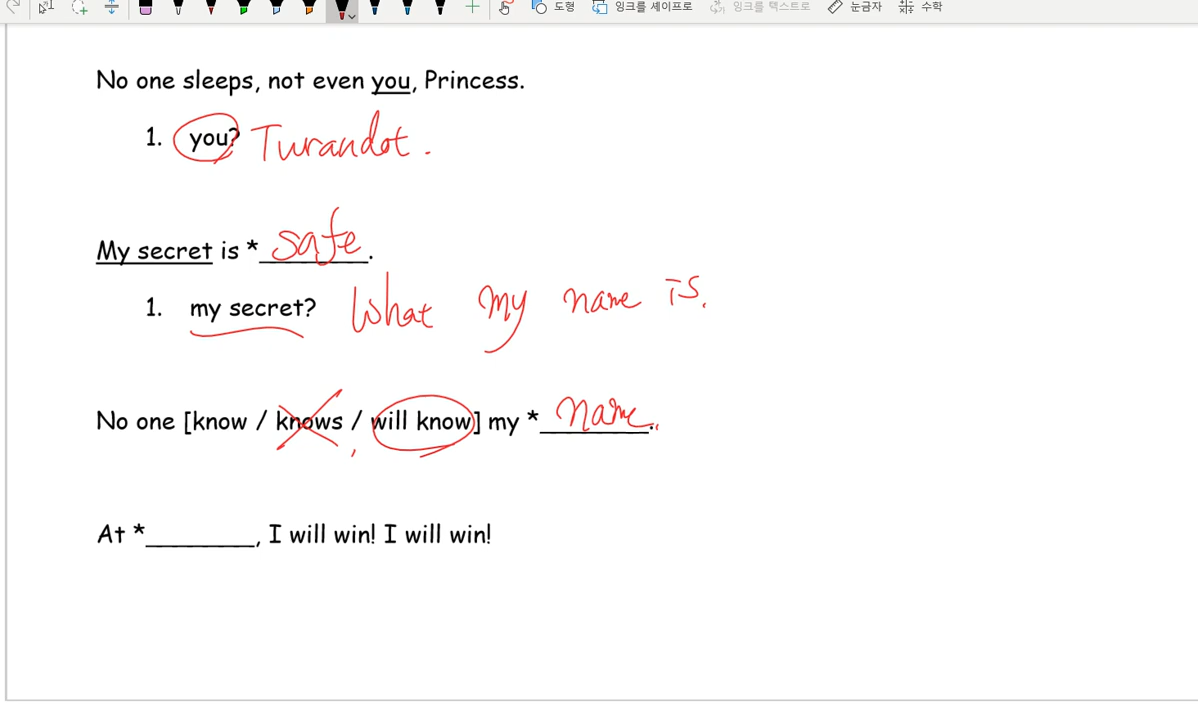 도형 잉크를 셰이프로 잉크를 텍스트로 눈금자 수학
No one sleeps, not even you, Princess.
1. you? Turandot.
My secret is * safe.
1. my secret? What my name is.
No one [know / knows / will know] my * name.
At *________, I will win! I will win!